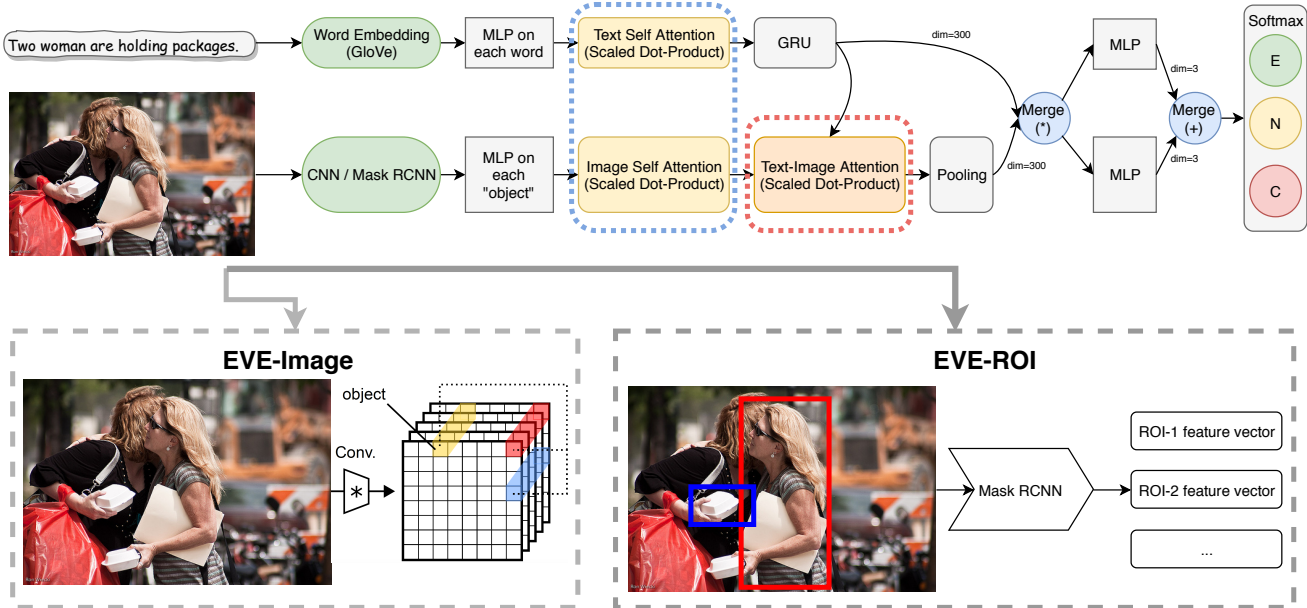 Two woman are holding packages.
Word Embedding
(GloVe)
MLP on
each word
Text Self Attention
(Scaled Dot-Product)
GRU
dim=300
MLP
dim=3
Softmax
E
N
C
Merge
(*)
Merge
(+)
CNN / Mask RCNN
MLP on
each
"object"
Image Self Attention
(Scaled Dot-Product)
Text-Image Attention
(Scaled Dot-Product)
Pooling
dim=300
MLP
dim=3
EVE-Image
object
Conv.
*
EVE-ROI
Mask RCNN
ROI-1 feature vector
ROI-2 feature vector
...